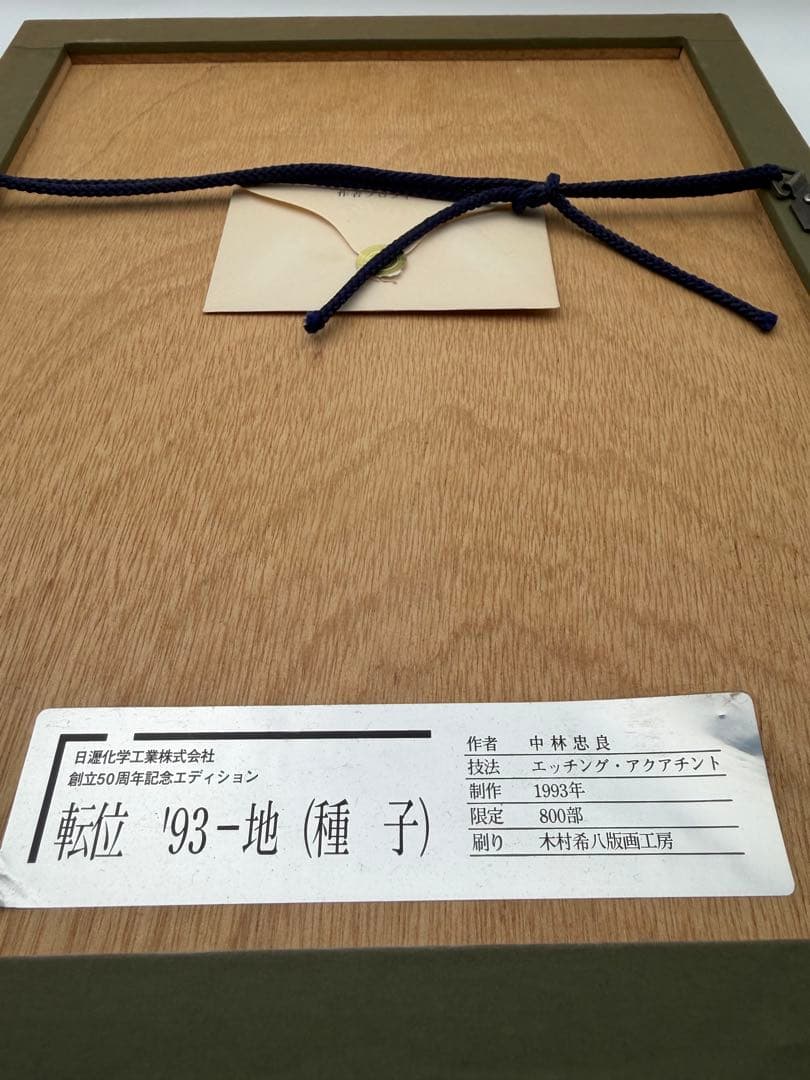 日瀝化学工業株式会社
創立50周年記念エディション
転位 '93−地 (種 子)
作者 中林忠良
技法 エッチング・アクアチント
制作 1993年
限定 800部
刷り 木村希八版画工房